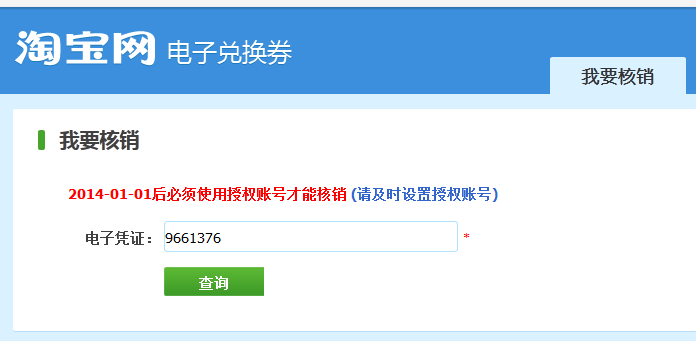 淘宝网 电子兑换券
我要核销
我要核销
2014-01-01后必须使用授权账号才能核销 (请及时设置授权账号)
电子凭证： 9661376 *
查询